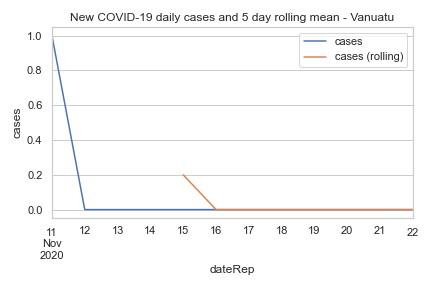 New COVID-19 daily cases and 5 day rolling mean - Vanuatu
cases
cases (rolling)
1.0
0.8
0.6
0.4
0.2
0.0
cases
11 12 13 14 15 16 17 18 19 20 21 22
Nov
2020
dateRep